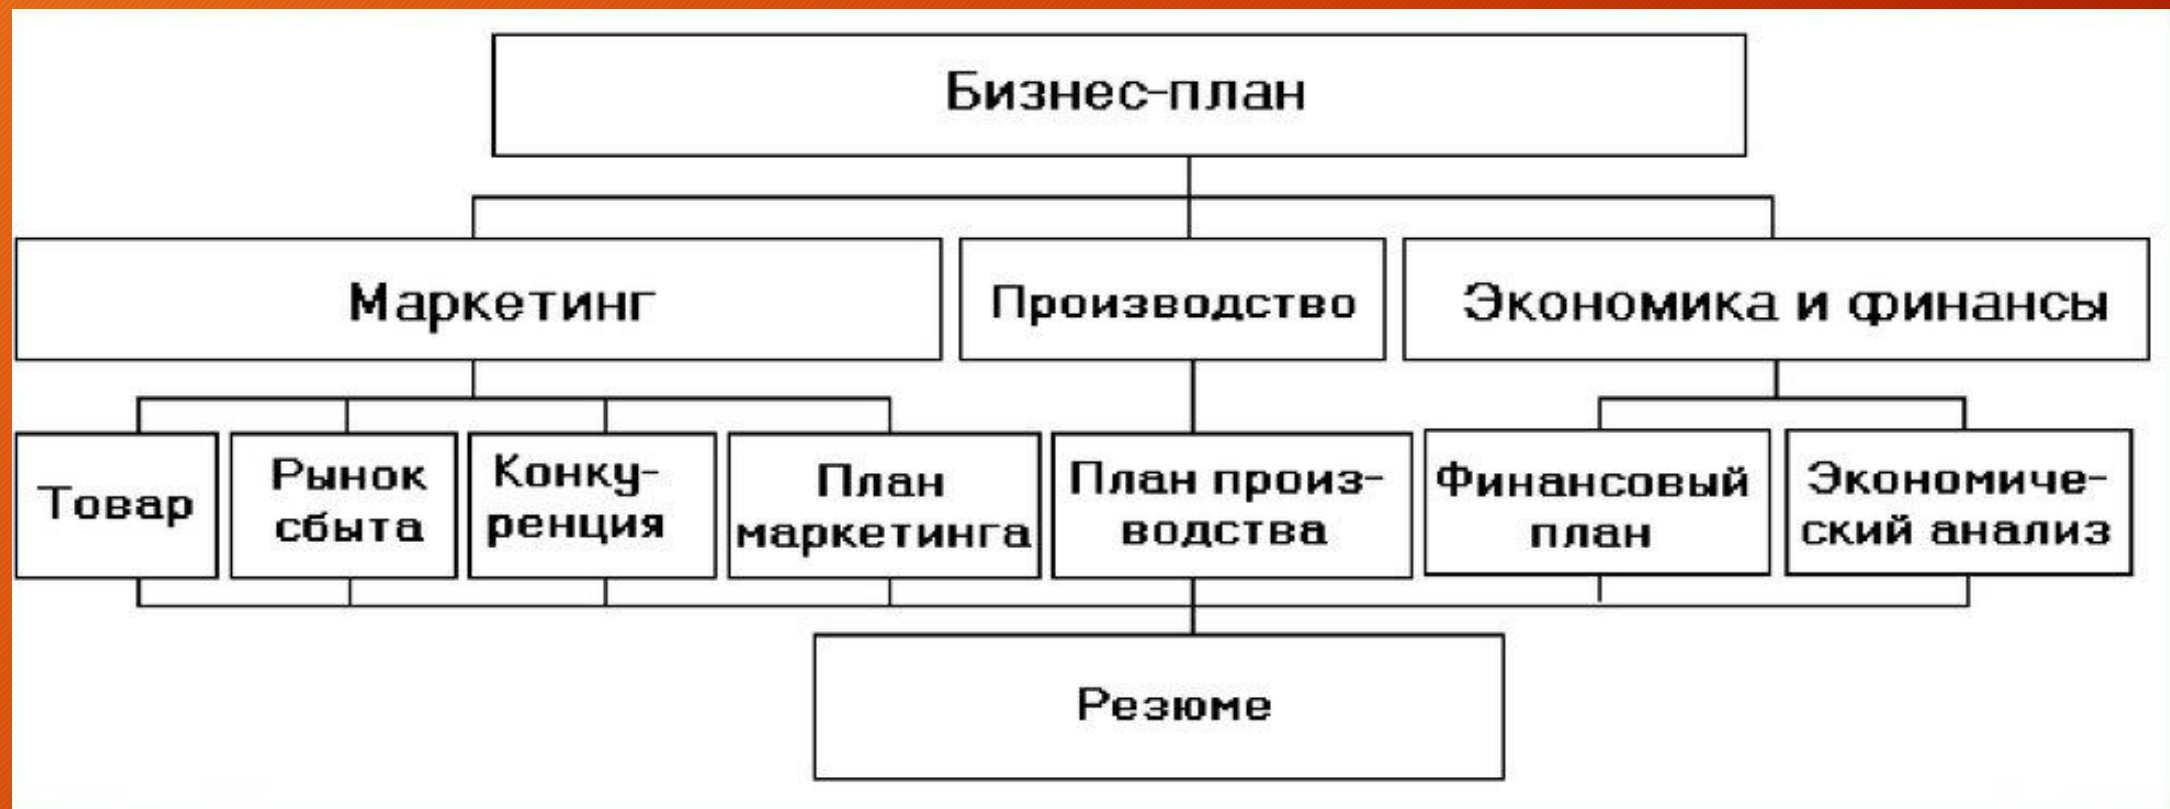 Бизнес-план
Маркетинг
Производство
Экономика и финансы
Товар
Рынок
сбыта
Конку-
ренция
План
маркетинга
План произ-
водства
Финансовый
план
Экономиче-
ский анализ
Резюме